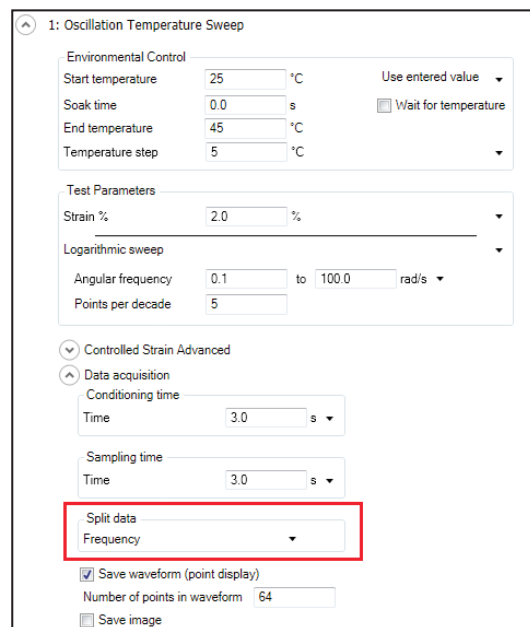 1: Oscillation Temperature Sweep
Environmental Control
Start temperature 25 °C Use entered value
Soak time 0.0 s Wait for temperature
End temperature 45 °C
Temperature step 5 °C
Test Parameters
Strain % 2.0 %
Logarithmic sweep
Angular frequency 0.1 to 100.0 rad/s
Points per decade 5
Controlled Strain Advanced
Data acquisition
Conditioning time
Time 3.0 s
Sampling time
Time 3.0 s
Split data
Frequency
Save waveform (point display)
Number of points in waveform 64
Save image